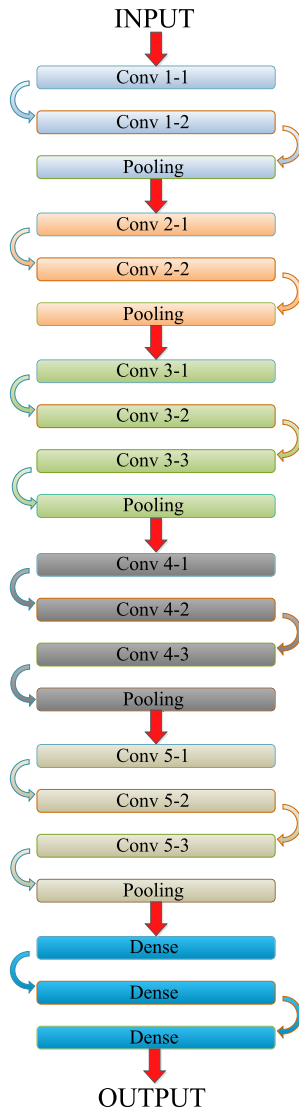 INPUT
Conv 1-1
Conv 1-2
Pooling
Conv 2-1
Conv 2-2
Pooling
Conv 3-1
Conv 3-2
Conv 3-3
Pooling
Conv 4-1
Conv 4-2
Conv 4-3
Pooling
Conv 5-1
Conv 5-2
Conv 5-3
Pooling
Dense
Dense
Dense
OUTPUT